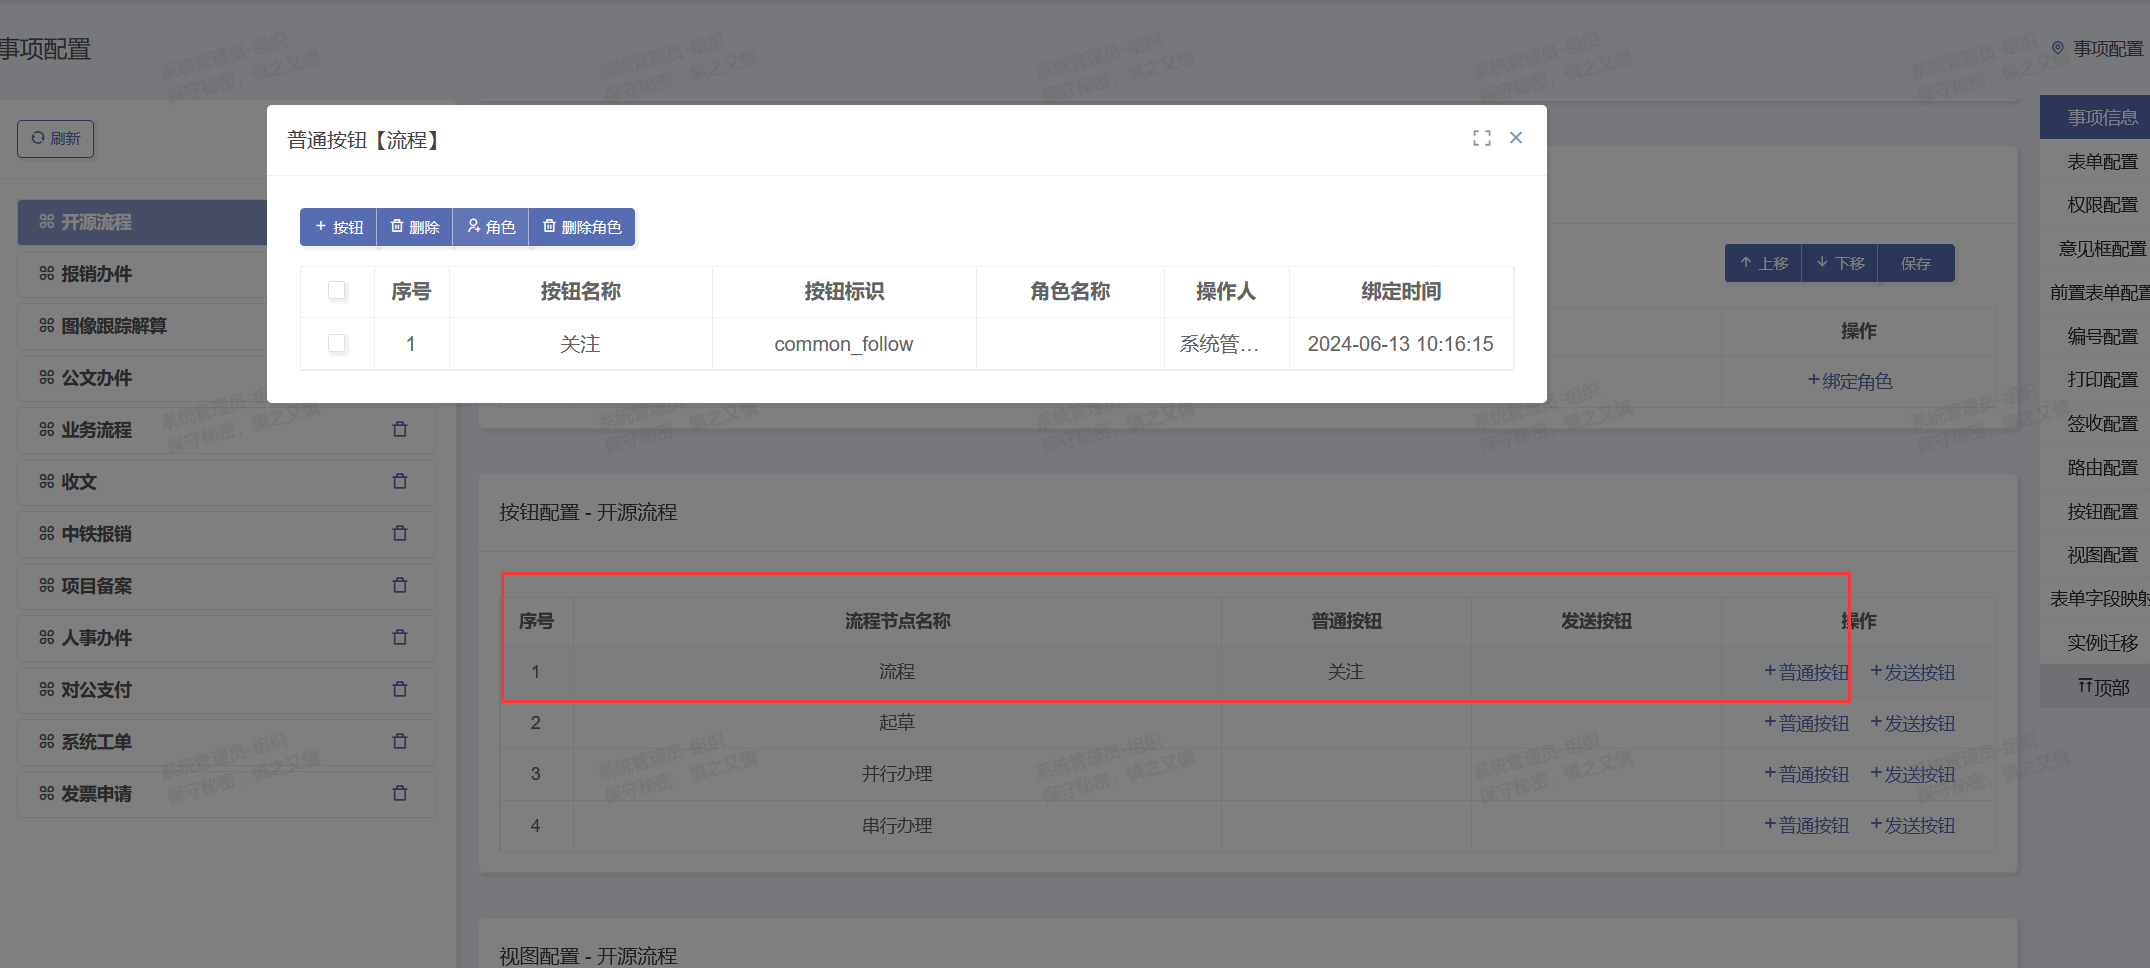 事项配置
事项配置
刷新
开源流程
报销办件
图像跟踪解算
公文办件
业务流程
收文
中铁报销
项目备案
人事办件
对公支付
系统工单
发票申请
普通按钮【流程】
按钮 删除 角色 删除角色
序号 按钮名称 按钮标识 角色名称 操作人 绑定时间
1 关注 common_follow 系统管... 2024-06-13 10:16:15
上移 下移 保存
操作
+绑定角色
按钮配置 - 开源流程
序号 流程节点名称 普通按钮 发送按钮 操作
1 流程 关注 +普通按钮 +发送按钮
2 起草 +普通按钮 +发送按钮
3 并行办理 +普通按钮 +发送按钮
4 串行办理 +普通按钮 +发送按钮
视图配置 - 开源流程
事项信息
表单配置
权限配置
意见框配置
前置表单配置
编号配置
打印配置
签收配置
路由配置
按钮配置
视图配置
表单字段映射
实例迁移
顶部
系统管理员-组织
保守秘密，慎之又慎